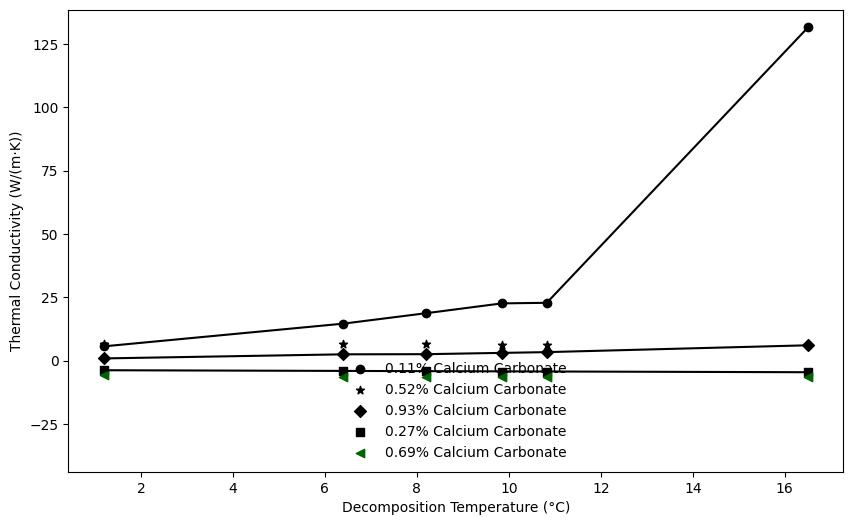 125
100
75
50
25
0
−25
Thermal Conductivity (W/(m·K))
0.11% Calcium Carbonate
0.52% Calcium Carbonate
0.93% Calcium Carbonate
0.27% Calcium Carbonate
0.69% Calcium Carbonate
2 4 6 8 10 12 14 16
Decomposition Temperature (°C)